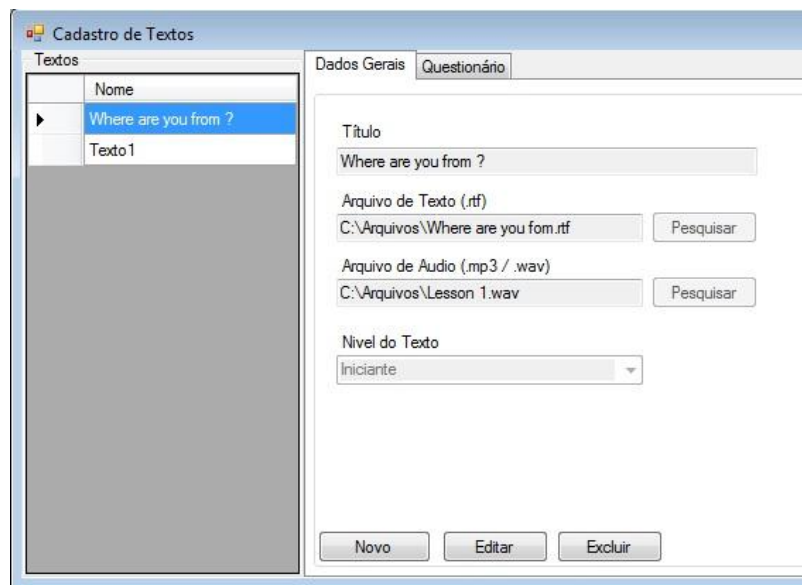 Cadastro de Textos
Textos
Nome
Where are you from ?
Texto1
Dados Gerais Questionário
Título
Where are you from ?
Arquivo de Texto (.rtf)
C:\Arquivos\Where are you fom.rtf Pesquisar
Arquivo de Audio (.mp3 / .wav)
C:\Arquivos\Lesson 1.wav Pesquisar
Nivel do Texto
Iniciante
Novo Editar Excluir